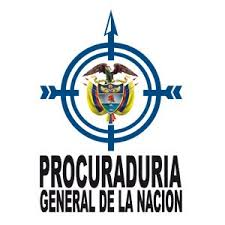 PROCURADURIA
GENERAL DE LA NACION